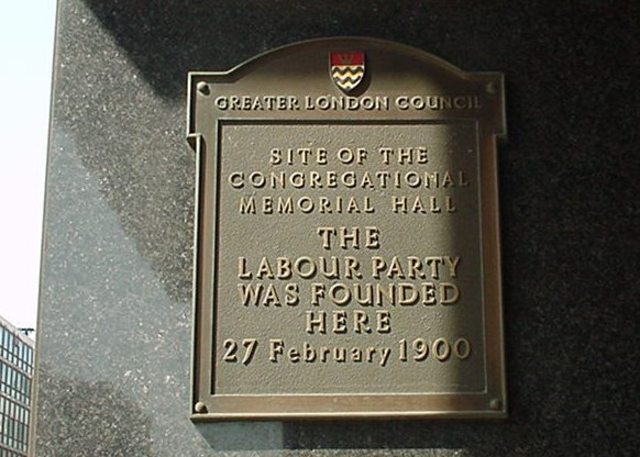 GREATER LONDON COUNCIL
SITE OF THE
CONGREGATIONAL
MEMORIAL HALL
THE
LABOUR PARTY
WAS FOUNDED
HERE
27 February 1900